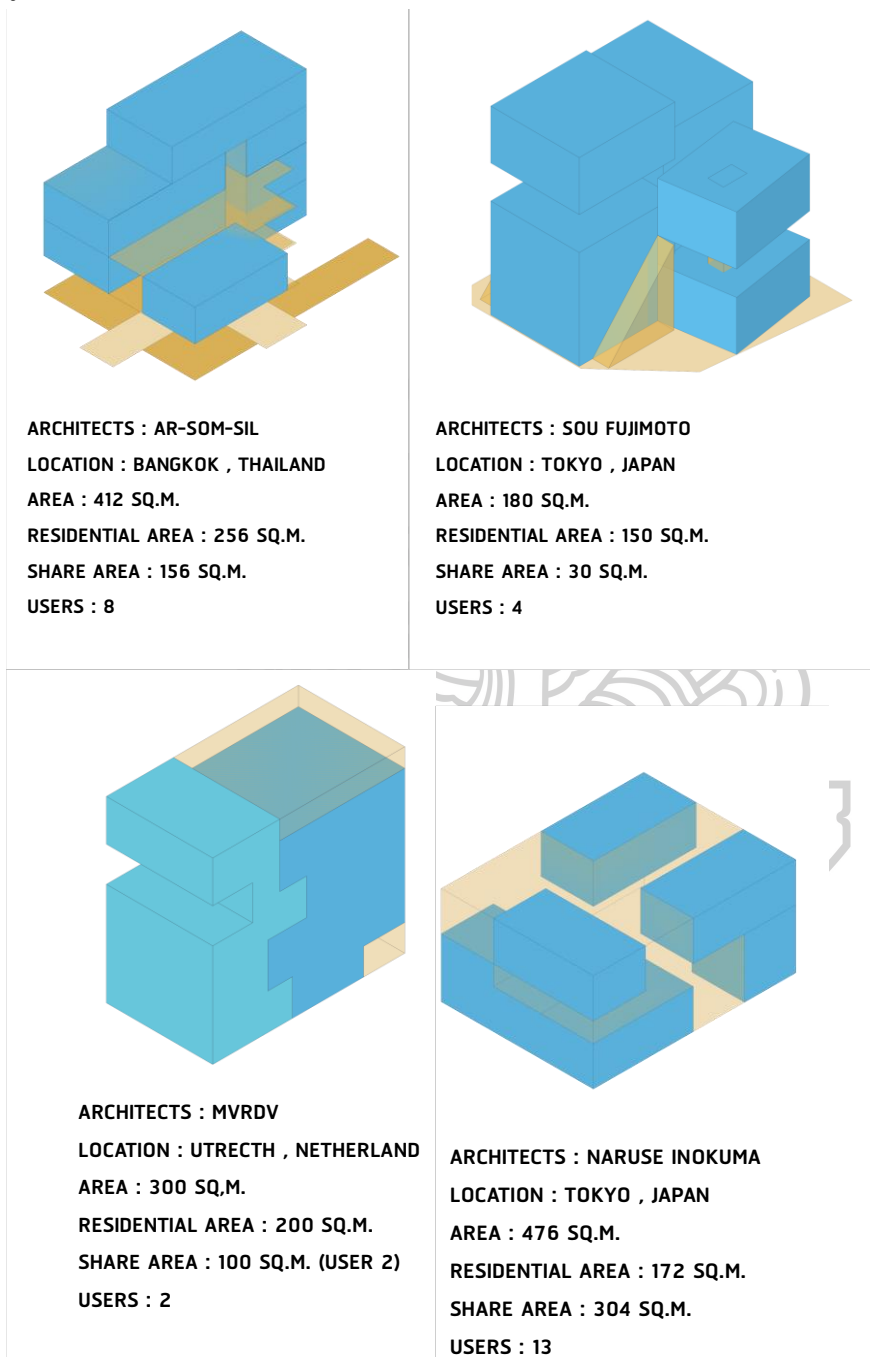 ARCHITECTS : AR-SOM-SIL
LOCATION : BANGKOK , THAILAND
AREA : 412 SQ.M.
RESIDENTIAL AREA : 256 SQ.M.
SHARE AREA : 156 SQ.M.
USERS : 8
ARCHITECTS : SOU FUJIMOTO
LOCATION : TOKYO , JAPAN
AREA : 180 SQ.M.
RESIDENTIAL AREA : 150 SQ.M.
SHARE AREA : 30 SQ.M.
USERS : 4
ARCHITECTS : MVRDV
LOCATION : UTRECTH , NETHERLAND
AREA : 300 SQ,M.
RESIDENTIAL AREA : 200 SQ.M.
SHARE AREA : 100 SQ.M. (USER 2)
USERS : 2
ARCHITECTS : NARUSE INOKUMA
LOCATION : TOKYO , JAPAN
AREA : 476 SQ.M.
RESIDENTIAL AREA : 172 SQ.M.
SHARE AREA : 304 SQ.M.
USERS : 13